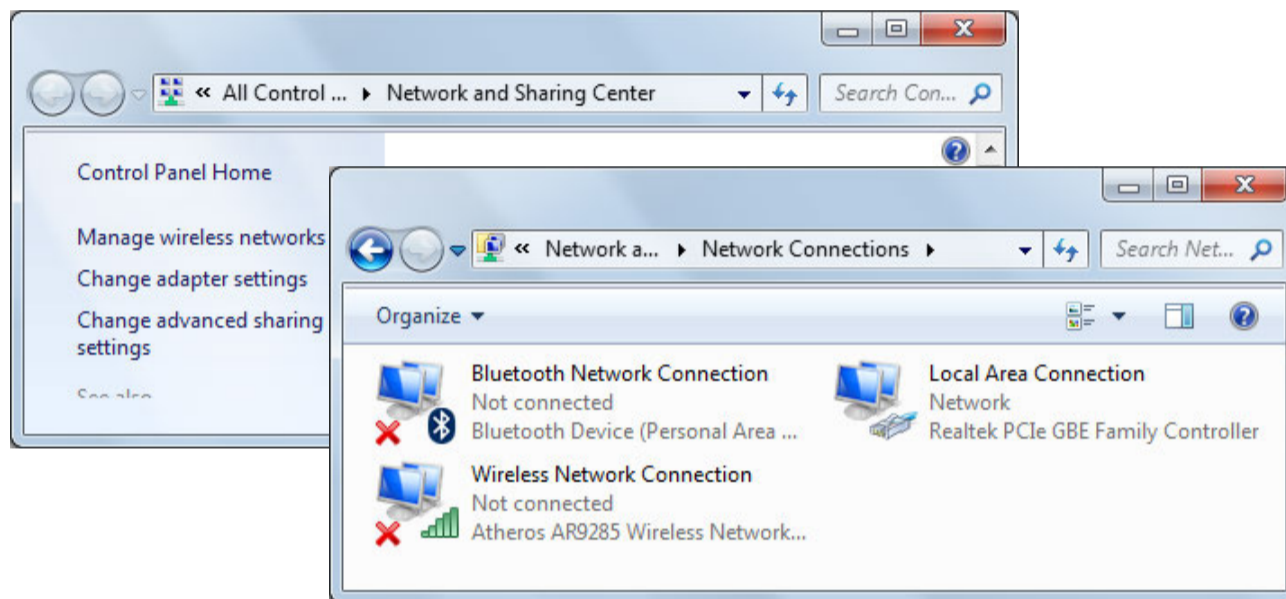 « All Control ... ▸ Network and Sharing Center
Search Con...
Control Panel Home
Manage wireless networks
Change adapter settings
Change advanced sharing
settings
See also
« Network a... ▸ Network Connections ▸
Search Net...
Organize
Bluetooth Network Connection
Not connected
Bluetooth Device (Personal Area ...
Local Area Connection
Network
Realtek PCIe GBE Family Controller
Wireless Network Connection
Not connected
Atheros AR9285 Wireless Network...